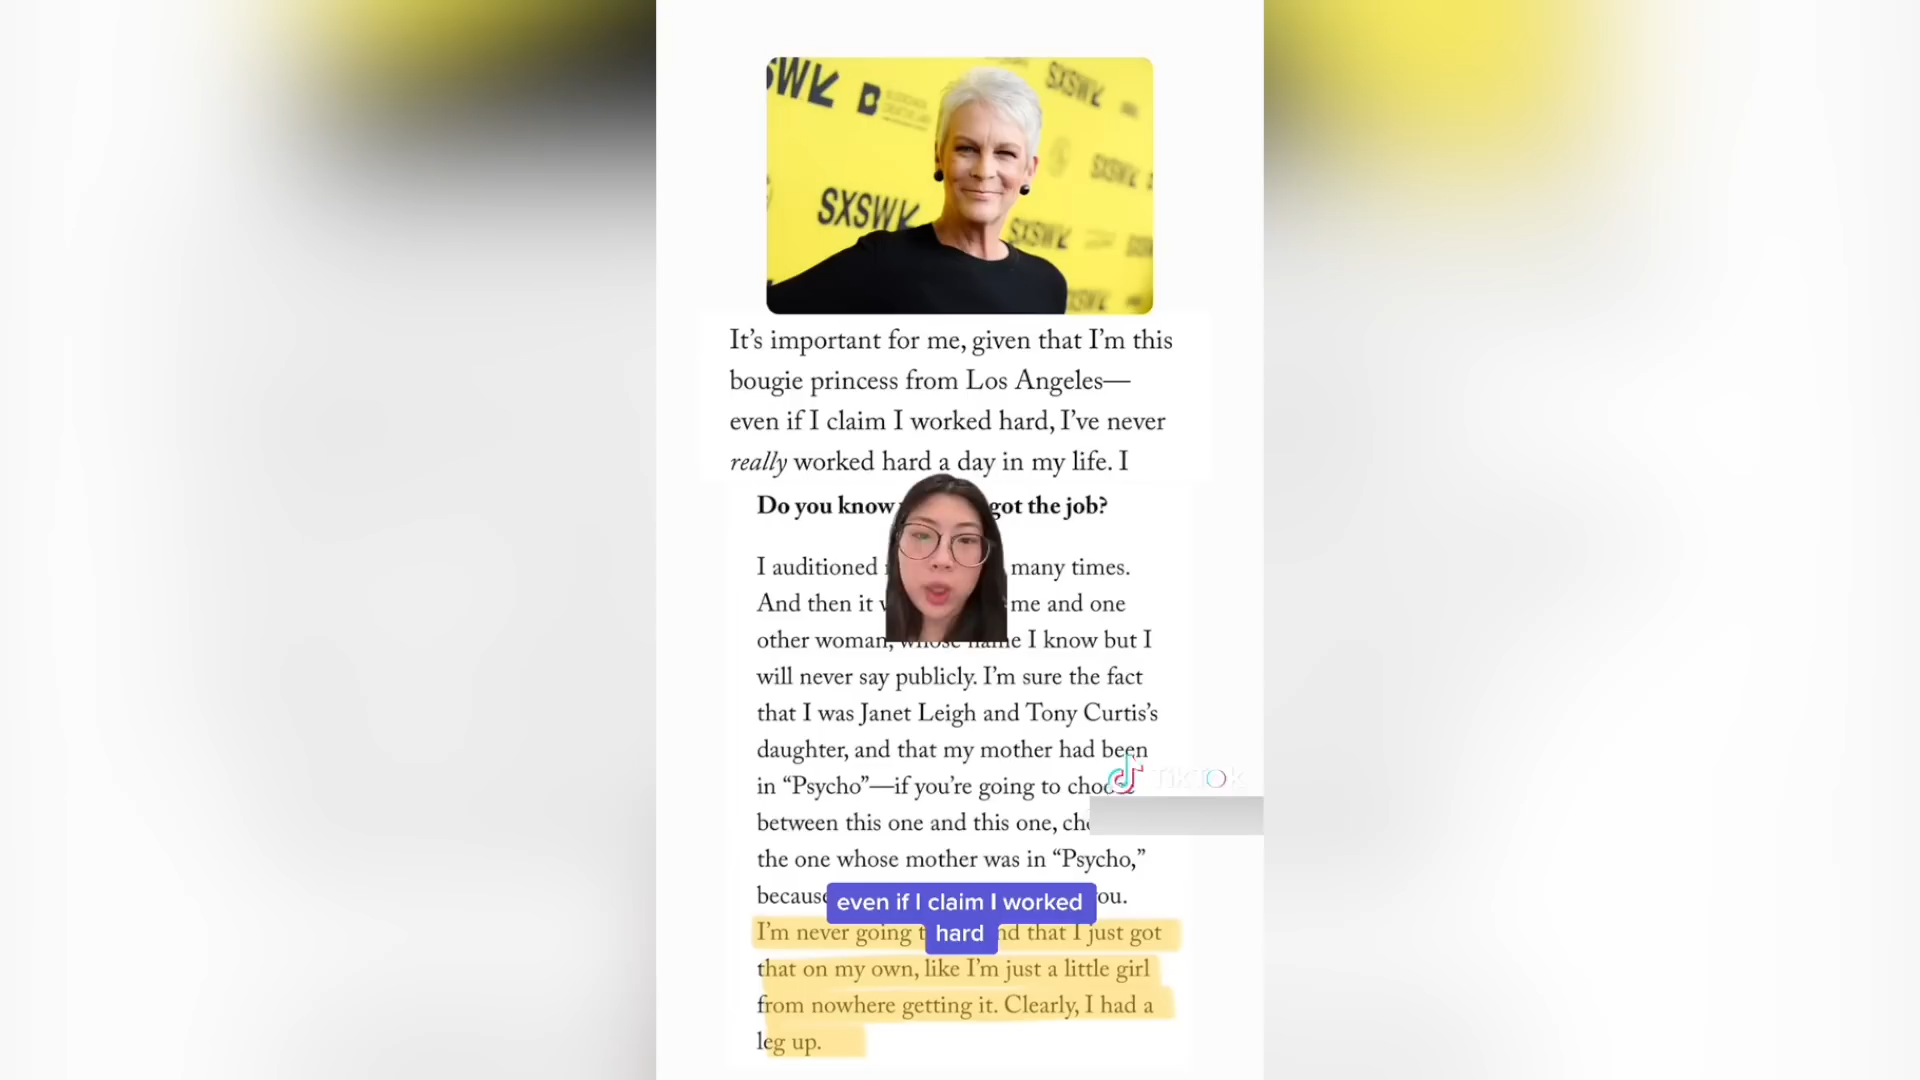 SXSW
SXSW
SXSW
SXSW
SXSW
SXSW
It’s important for me, given that I’m this
bougie princess from Los Angeles—
even if I claim I worked hard, I’ve never
really worked hard a day in my life. I
Do you know got the job?
I auditioned many times.
And then it me and one
other woman, whose name I know but I
will never say publicly. I’m sure the fact
that I was Janet Leigh and Tony Curtis’s
daughter, and that my mother had been
in “Psycho”—if you’re going to choose
between this one and this one,
the one whose mother was in “Psycho,”
even if I claim I worked
hard
I’m never going that I just got
that on my own, like I’m just a little girl
from nowhere getting it. Clearly, I had a
leg up.
TikTok